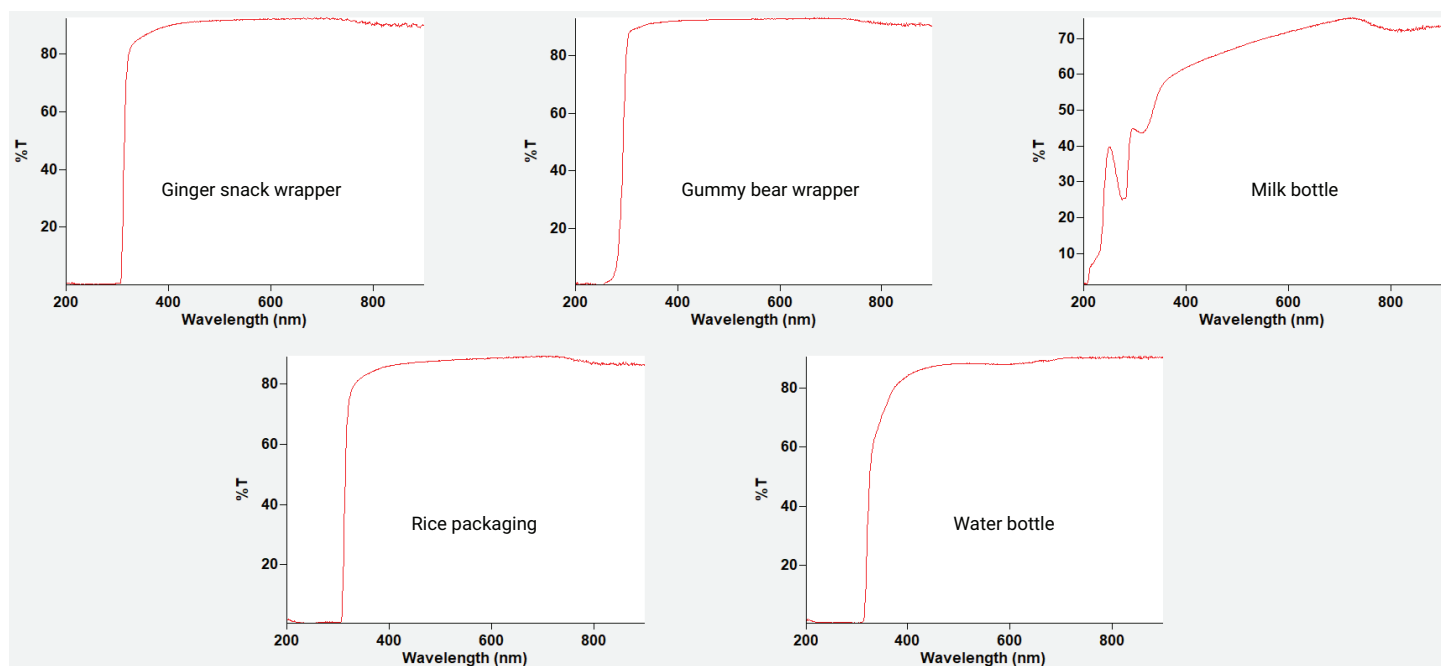 80
60
%T
40
20
Ginger snack wrapper
200 400 600 800
Wavelength (nm)
80
60
%T
40
20
Gummy bear wrapper
200 400 600 800
Wavelength (nm)
70
60
50
%T
40
30
20
10
Milk bottle
200 400 600 800
Wavelength (nm)
80
60
%T
40
20
Rice packaging
200 400 600 800
Wavelength (nm)
80
60
%T
40
20
Water bottle
200 400 600 800
Wavelength (nm)